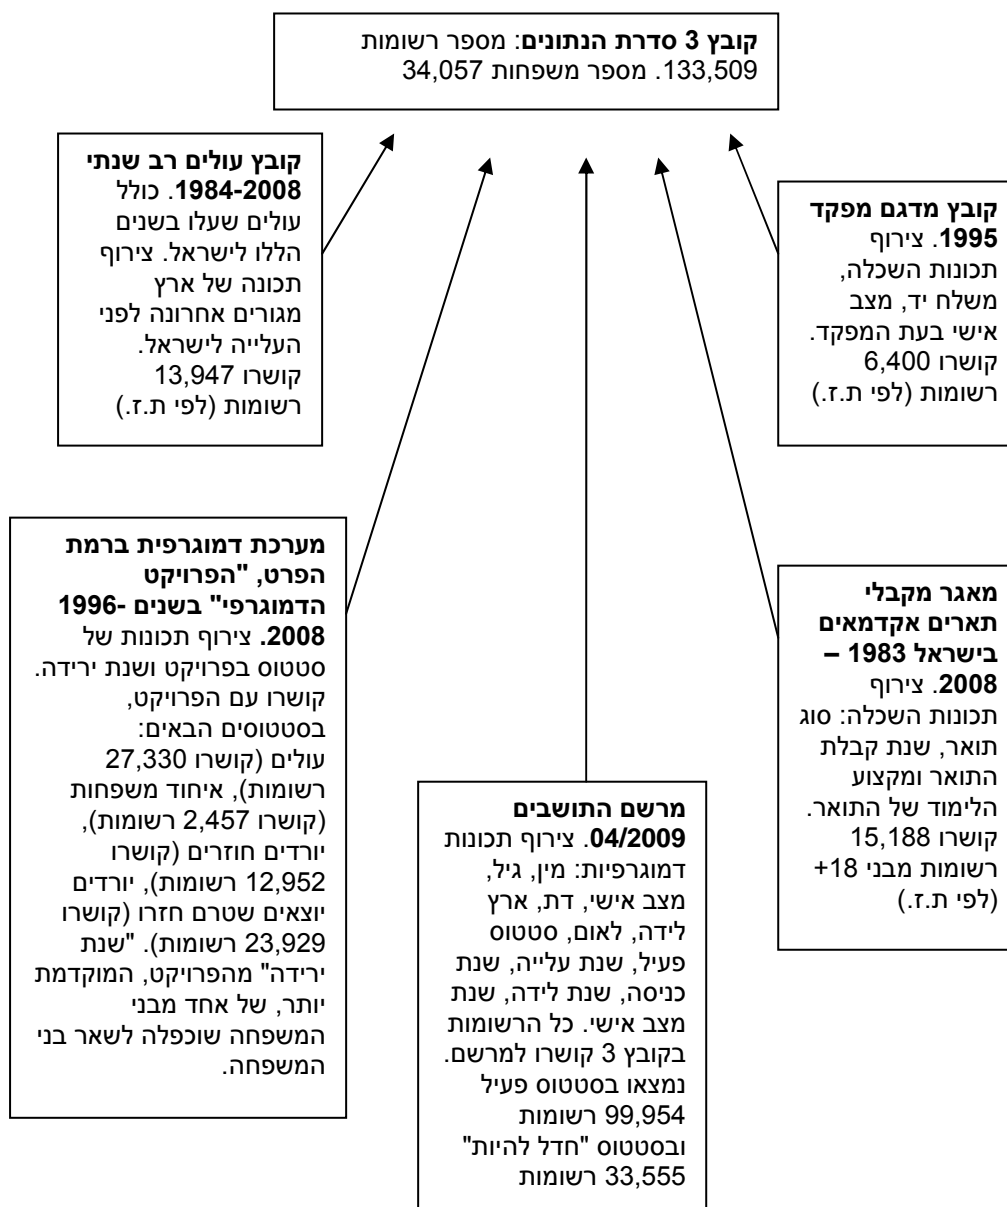 קובץ 3 סדרת הנתונים: מספר רשומות
133,509. מספר משפחות 34,057
קובץ עולים רב שנתי
1984-2008. כולל
עולים שעלו בשנים
הללו לישראל. צירוף
תכונה של ארץ
מגורים אחרונה לפני
העלייה לישראל.
קושרו 13,947
רשומות (לפי ת.ז.)
קובץ מדגם מפקד
1995. צירוף
תכונות השכלה,
משלח יד, מצב
אישי בעת המפקד.
קושרו 6,400
רשומות (לפי ת.ז.)
מערכת דמוגרפית ברמת
הפרט, "הפרויקט
הדמוגרפי" בשנים 1996-
2008. צירוף תכונות של
סטטוס בפרויקט ושנת ירידה.
קושרו עם הפרויקט,
בסטטוסים הבאים:
עולים (קושרו 27,330
רשומות), איחוד משפחות
(קושרו 2,457 רשומות),
יורדים חוזרים (קושרו
12,952 רשומות), יורדים
יוצאים שטרם חזרו (קושרו
23,929 רשומות). "שנת
ירידה" מהפרויקט, המוקדמת
יותר, של אחד מבני
המשפחה שוכפלה לשאר בני
המשפחה.
מאגר מקבלי
תארים אקדמאים
בישראל 1983 –
2008. צירוף
תכונות השכלה: סוג
תואר, שנת קבלת
התואר ומקצוע
הלימוד של התואר.
קושרו 15,188
רשומות מבני 18+
(לפי ת.ז.)
מרשם התושבים
04/2009. צירוף תכונות
דמוגרפיות: מין, גיל,
מצב אישי, דת, ארץ
לידה, לאום, סטטוס
פעיל, שנת עלייה, שנת
כניסה, שנת לידה, שנת
מצב אישי. כל הרשומות
בקובץ 3 קושרו למרשם.
נמצאו בסטטוס פעיל
99,954 רשומות
ובסטטוס "חדל להיות"
33,555 רשומות